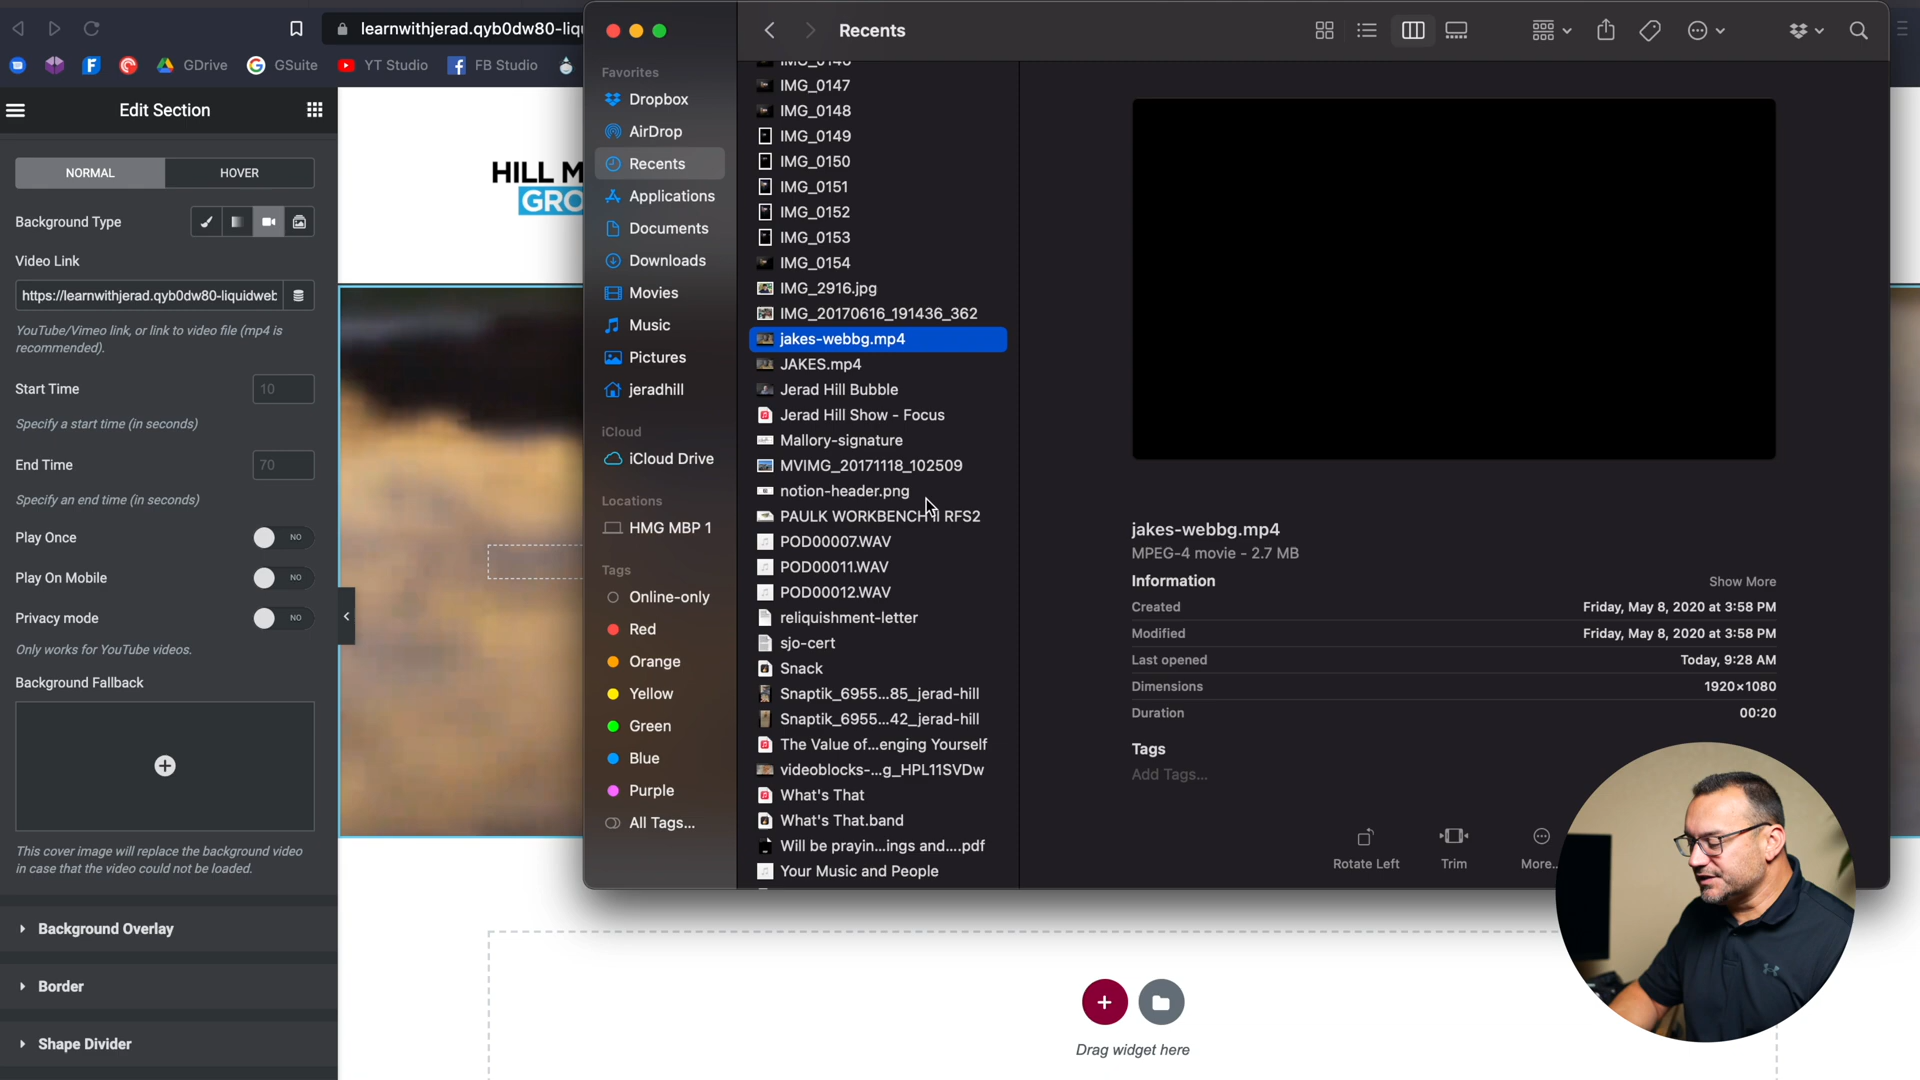 learnwithjerad.qyb0dw80-liqu
GDrive
GSuite
YT Studio
FB Studio
Edit Section
NORMAL
HOVER
Background Type
Video Link
https://learnwithjerad.qyb0dw80-liquidwet
YouTube/Vimeo link, or link to video file (mp4 is
recommended).
Start Time
10
Specify a start time (in seconds)
End Time
70
Specify an end time (in seconds)
Play Once
NO
Play On Mobile
NO
Privacy mode
NO
Only works for YouTube videos.
Background Fallback
This cover image will replace the background video
in case that the video could not be loaded.
Background Overlay
Border
Shape Divider
HILL M
GRO
Recents
Favorites
Dropbox
AirDrop
Recents
Applications
Documents
Downloads
Movies
Music
Pictures
jeradhill
iCloud
iCloud Drive
Locations
HMG MBP 1
Tags
Online-only
Red
Orange
Yellow
Green
Blue
Purple
All Tags...
IMG_0147
IMG_0148
IMG_0149
IMG_0150
IMG_0151
IMG_0152
IMG_0153
IMG_0154
IMG_2916.jpg
IMG_20170616_191436_362
jakes-webbg.mp4
JAKES.mp4
Jerad Hill Bubble
Jerad Hill Show - Focus
Mallory-signature
MVIMG_20171118_102509
notion-header.png
PAULK WORKBENCH II RFS2
POD00007.WAV
POD00011.WAV
POD00012.WAV
reliquishment-letter
sjo-cert
Snack
Snaptik_6955...85_jerad-hill
Snaptik_6955...42_jerad-hill
The Value of...enging Yourself
videoblocks-...g_HPL11SVDw
What's That
What's That.band
Will be prayin...ings and....pdf
Your Music and People
jakes-webbg.mp4
MPEG-4 movie - 2.7 MB
Information
Show More
Created
Friday, May 8, 2020 at 3:58 PM
Modified
Friday, May 8, 2020 at 3:58 PM
Last opened
Today, 9:28 AM
Dimensions
1920×1080
Duration
00:20
Tags
Add Tags...
Rotate Left
Trim
More...
Drag widget here